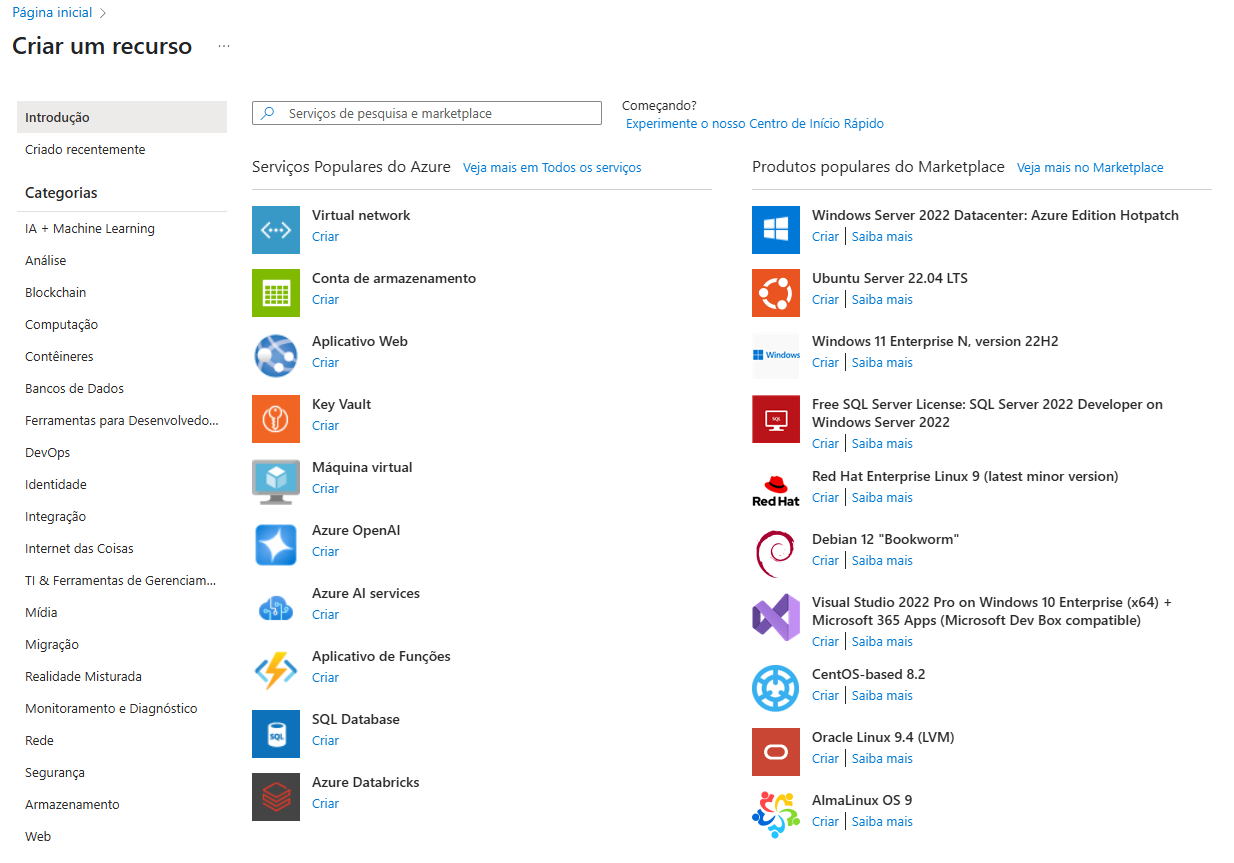 Página inicial
Criar um recurso
Introdução
Criado recentemente
Categorias
IA + Machine Learning
Análise
Blockchain
Computação
Contêineres
Bancos de Dados
Ferramentas para Desenvolvedo...
DevOps
Identidade
Integração
Internet das Coisas
TI & Ferramentas de Gerenciam...
Mídia
Migração
Realidade Misturada
Monitoramento e Diagnóstico
Rede
Segurança
Armazenamento
Web
Serviços de pesquisa e marketplace
Começando?
Experimente o nosso Centro de Início Rápido
Serviços Populares do Azure Veja mais em Todos os serviços
Virtual network
Criar
Conta de armazenamento
Criar
Aplicativo Web
Criar
Key Vault
Criar
Máquina virtual
Criar
Azure OpenAI
Criar
Azure AI services
Criar
Aplicativo de Funções
Criar
SQL
SQL Database
Criar
Azure Databricks
Criar
Produtos populares do Marketplace Veja mais no Marketplace
Windows Server 2022 Datacenter: Azure Edition Hotpatch
Criar | Saiba mais
Ubuntu Server 22.04 LTS
Criar | Saiba mais
Windows
Windows 11 Enterprise N, version 22H2
Criar | Saiba mais
SQL
Free SQL Server License: SQL Server 2022 Developer on
Windows Server 2022
Criar | Saiba mais
Red Hat
Red Hat Enterprise Linux 9 (latest minor version)
Criar | Saiba mais
Debian 12 "Bookworm"
Criar | Saiba mais
Visual Studio 2022 Pro on Windows 10 Enterprise (x64) +
Microsoft 365 Apps (Microsoft Dev Box compatible)
Criar | Saiba mais
CentOS-based 8.2
Criar | Saiba mais
Oracle Linux 9.4 (LVM)
Criar | Saiba mais
AlmaLinux OS 9
Criar | Saiba mais